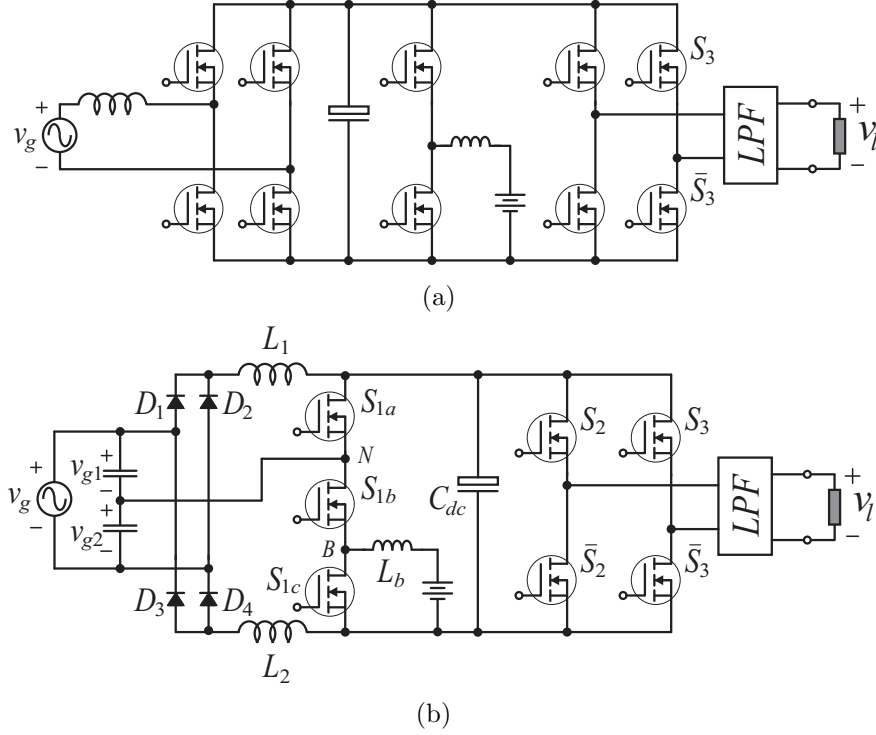 S3
+
vg
−
LPF
+
vl
−
S̄3
(a)
L1
D1
D2
S1a
S2
S3
+
vg
−
+
vg1
−
+
vg2
−
N
S1b
Cdc
LPF
+
vl
−
B
Lb
S1c
S̄2
S̄3
D3
D4
L2
(b)